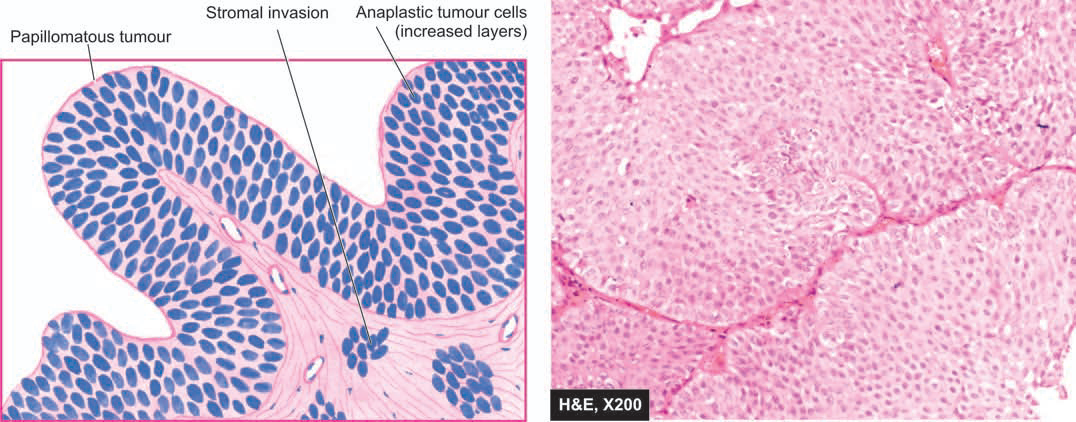 Stromal invasion
Anaplastic tumour cells
(increased layers)
Papillomatous tumour
H&E, X200